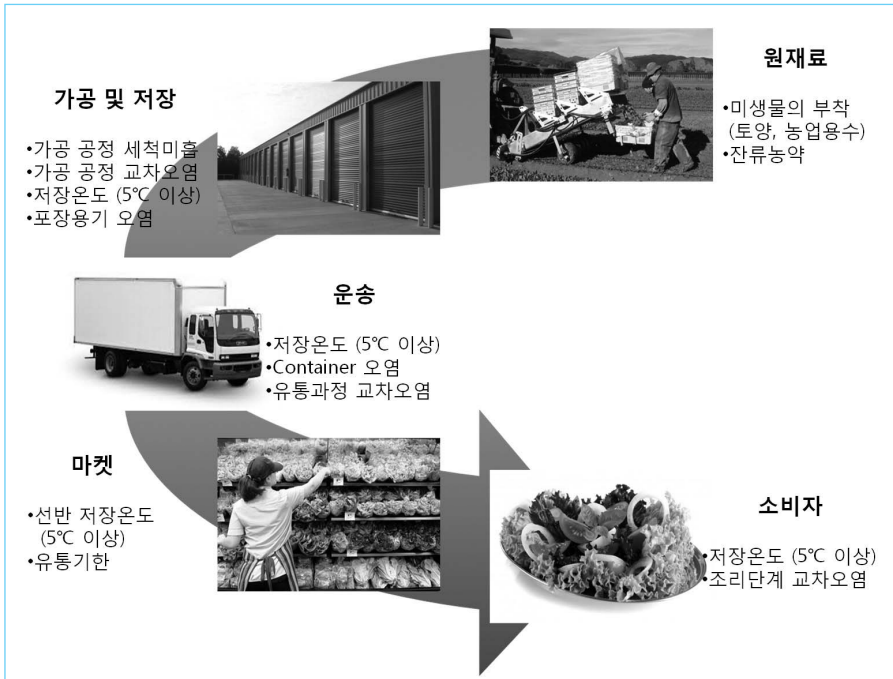 원재료
•미생물의 부착
(토양, 농업용수)
•잔류농약
가공 및 저장
•가공 공정 세척미흡
•가공 공정 교차오염
•저장온도 (5℃ 이상)
•포장용기 오염
운송
•저장온도 (5℃ 이상)
•Container 오염
•유통과정 교차오염
마켓
•선반 저장온도
(5℃ 이상)
•유통기한
소비자
•저장온도 (5℃ 이상)
•조리단계 교차오염